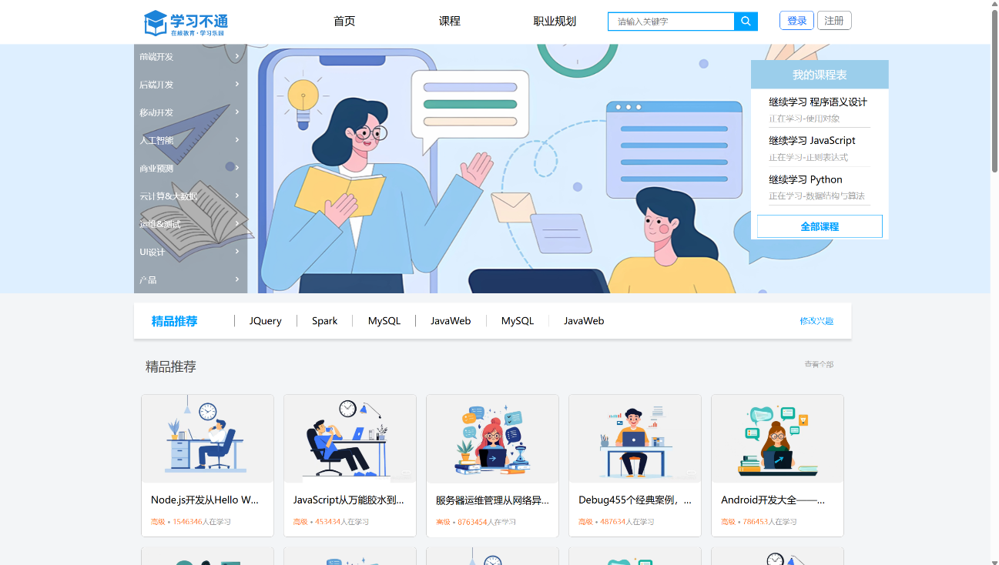 学习不通
在线教育·学习乐园
首页
课程
职业规划
请输入关键字
登录
注册
前端开发
后端开发
移动开发
人工智能
商业预测
云计算&大数据
运维&测试
UI设计
产品
我的课程表
继续学习 程序语义设计
正在学习-使用对象
继续学习 JavaScript
正在学习-正则表达式
继续学习 Python
正在学习-数据结构与算法
全部课程
精品推荐
JQuery
Spark
MySQL
JavaWeb
MySQL
JavaWeb
修改兴趣
精品推荐
查看全部
Node.js开发从Hello W...
高级 • 1546346人在学习
JavaScript从万能胶水到...
高级 • 453434人在学习
服务器运维管理从网络异...
高级 • 8763454人在学习
Debug455个经典案例，...
高级 • 487634人在学习
Android开发大全——...
高级 • 786453人在学习